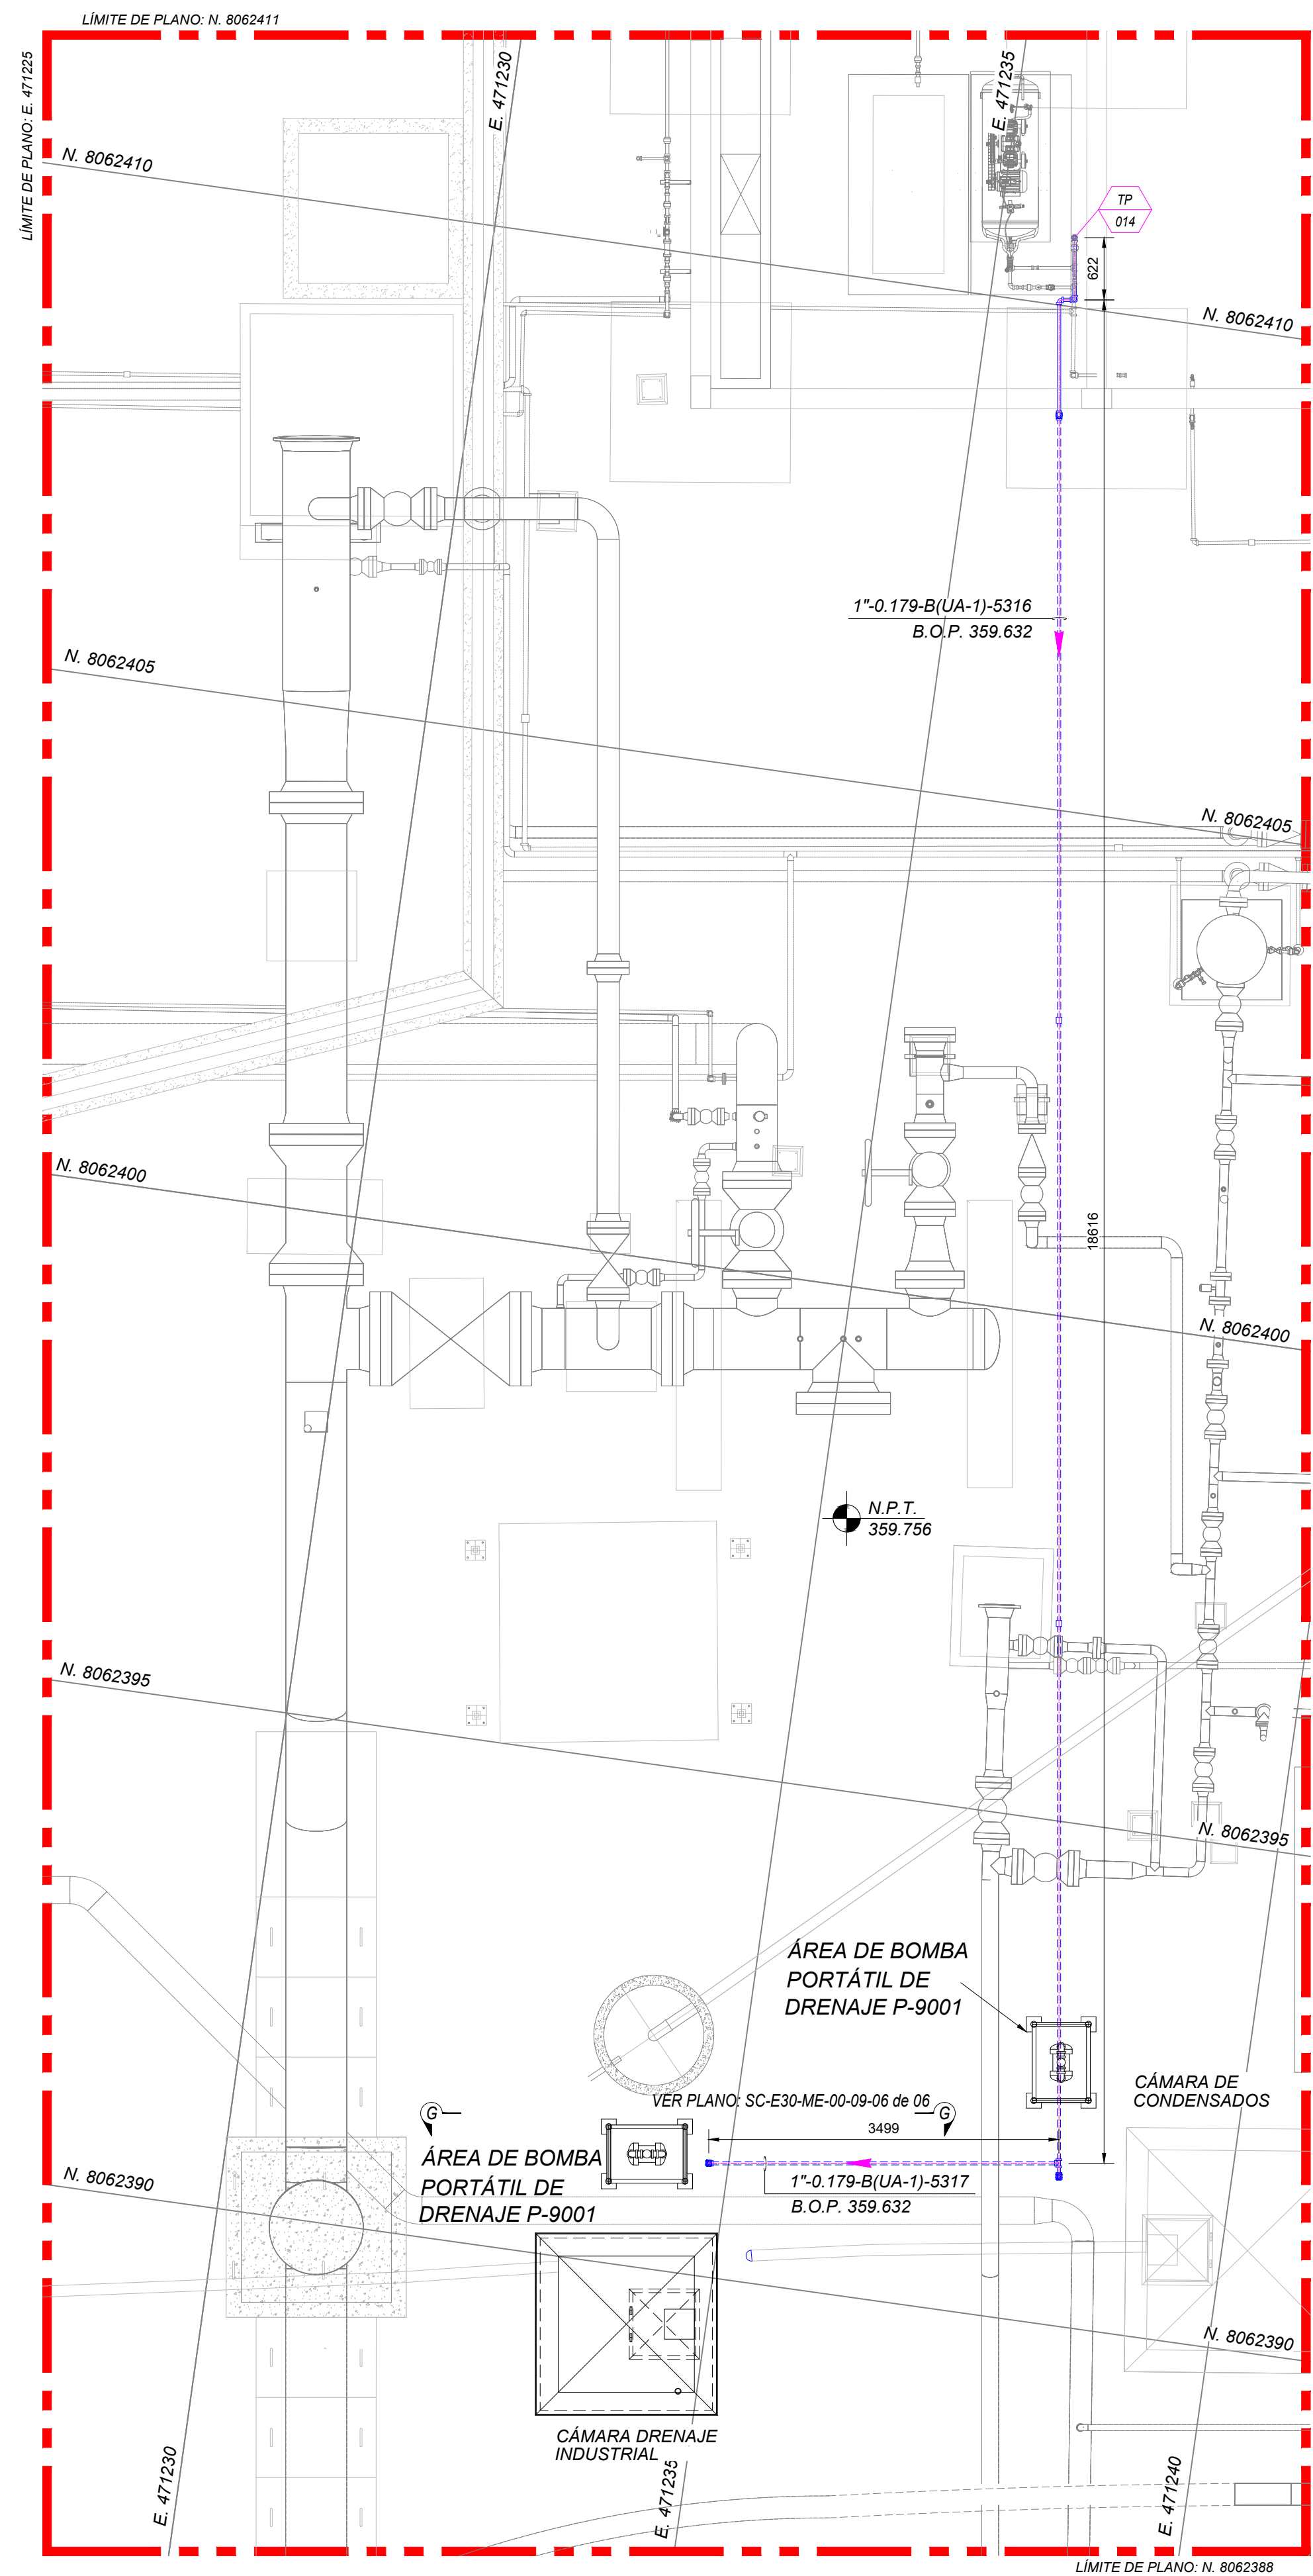 LÍMITE DE PLANO: N. 8062411
LÍMITE DE PLANO: E. 471225
E. 471230
E. 471235
N. 8062410
TP
014
622
N. 8062410
1"-0.179-B(UA-1)-5316
B.O.P. 359.632
N. 8062405
N. 8062405
N. 8062400
18616
N. 8062400
N.P.T.
359.756
N. 8062395
N. 8062395
ÁREA DE BOMBA
PORTÁTIL DE
DRENAJE P-9001
CÁMARA DE
CONDENSADOS
VER PLANO: SC-E30-ME-00-09-06 de 06
G
G
3499
ÁREA DE BOMBA
PORTÁTIL DE
DRENAJE P-9001
1"-0.179-B(UA-1)-5317
B.O.P. 359.632
N. 8062390
N. 8062390
CÁMARA DRENAJE
INDUSTRIAL
E. 471230
E. 471235
E. 471240
LÍMITE DE PLANO: N. 8062388